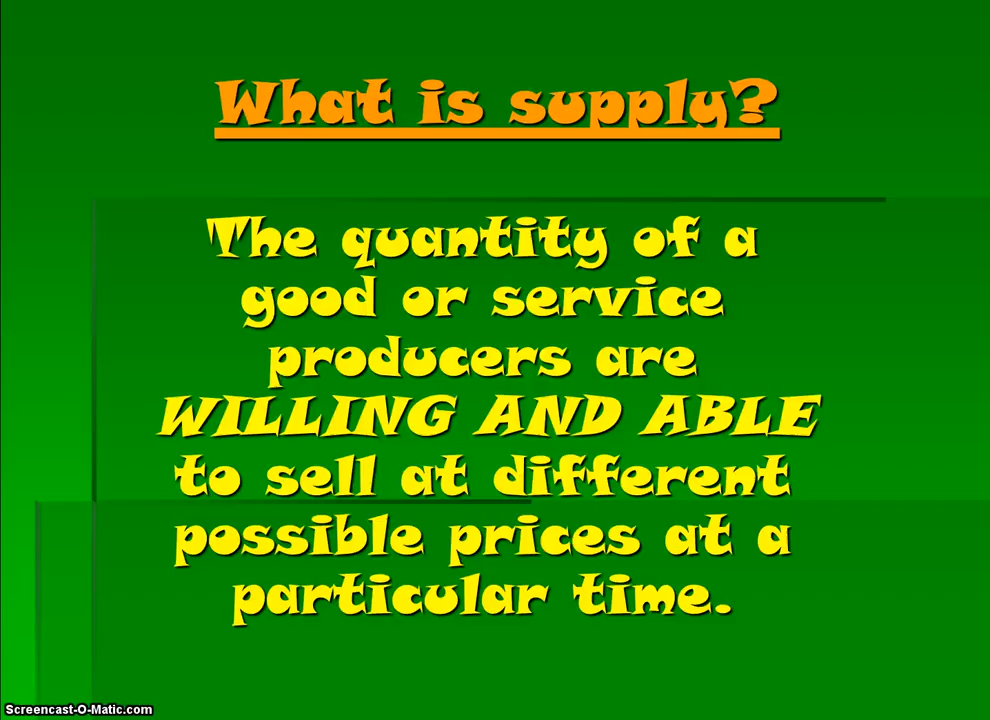 What is supply?
The quantity of a
good or service
producers are
WILLING AND ABLE
to sell at different
possible prices at a
particular time.
Screencast-O-Matic.com